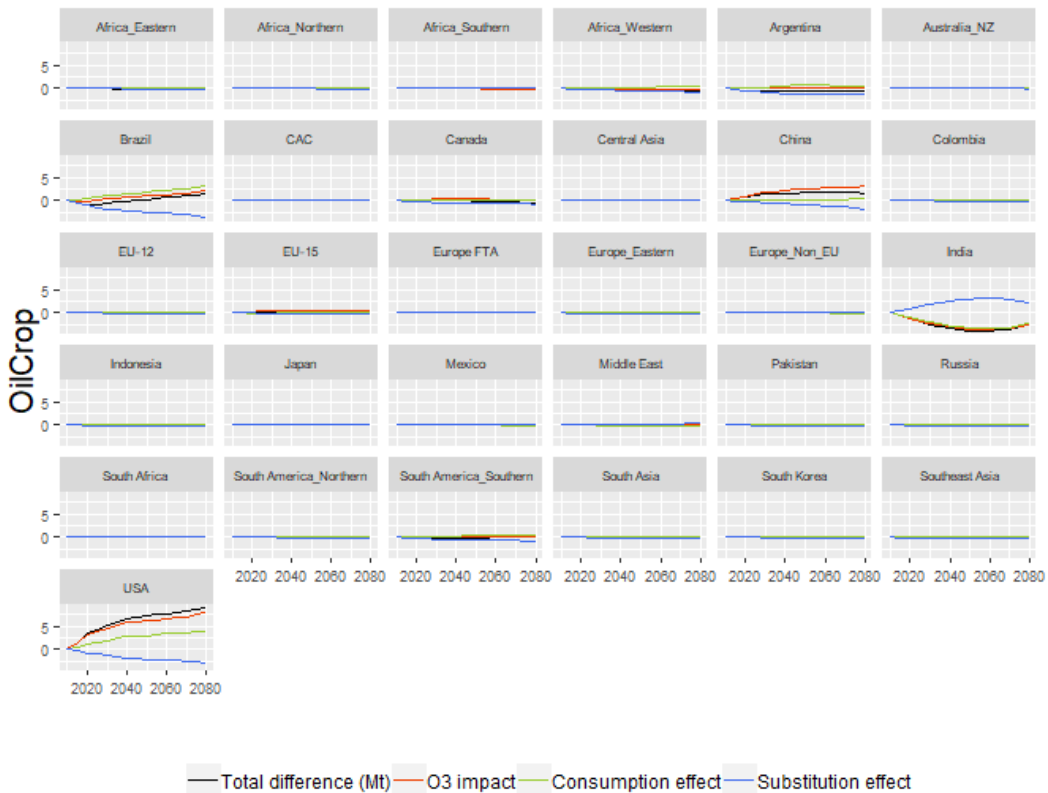 Africa_Eastern Africa_Northern Africa_Southern Africa_Western Argentina Australia_NZ
5
0
Brazil CAC Canada Central Asia China Colombia
5
0
EU-12 EU-15 Europe FTA Europe_Eastern Europe_Non_EU India
5
0
OilCrop
Indonesia Japan Mexico Middle East Pakistan Russia
5
0
South Africa South America_Northern South America_Southern South Asia South Korea Southeast Asia
5
0
2020 2040 2060 2080 2020 2040 2060 2080 2020 2040 2060 2080 2020 2040 2060 2080 2020 2040 2060 2080
USA
5
0
2020 2040 2060 2080
Total difference (Mt) O3 impact Consumption effect Substitution effect